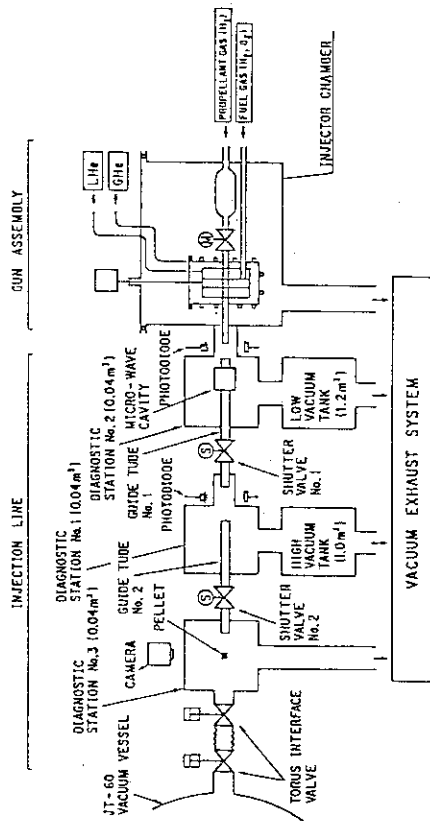 INJECTION LINE
GUN ASSEMBLY
JT-60
VACUUM VESSEL
DIAGNOSTIC
STATION No.3 (0.04m³)
CAMERA
PELLET
DIAGNOSTIC
STATION No.1 (0.04m³)
GUIDE TUBE
No. 2
PHOTODIODE
GUIDE TUBE
No. 1
DIAGNOSTIC
STATION No.2 (0.04m³)
MICRO-WAVE
CAVITY
PHOTODIODE
LHe
GHe
PROPELLANT GAS (H₂)
FUEL GAS (H₂, D₂)
INJECTOR CHAMBER
S
S
M
TORUS INTERFACE
VALVE
SHUTTER
VALVE
No. 2
HIGH
VACUUM
TANK
(1.0m³)
SHUTTER
VALVE
No. 1
LOW
VACUUM
TANK
(1.2m³)
VACUUM EXHAUST SYSTEM